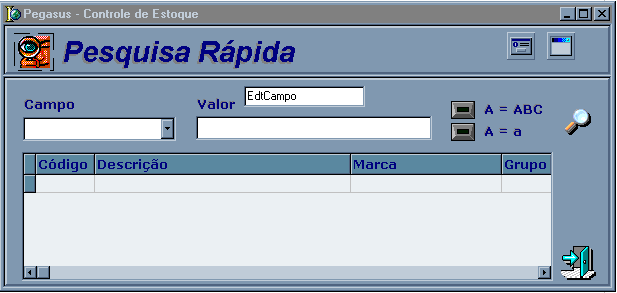 Pegasus - Controle de Estoque
Pesquisa Rápida
Campo
Valor
EdtCampo
A = ABC
A = a
Código Descrição Marca Grupo